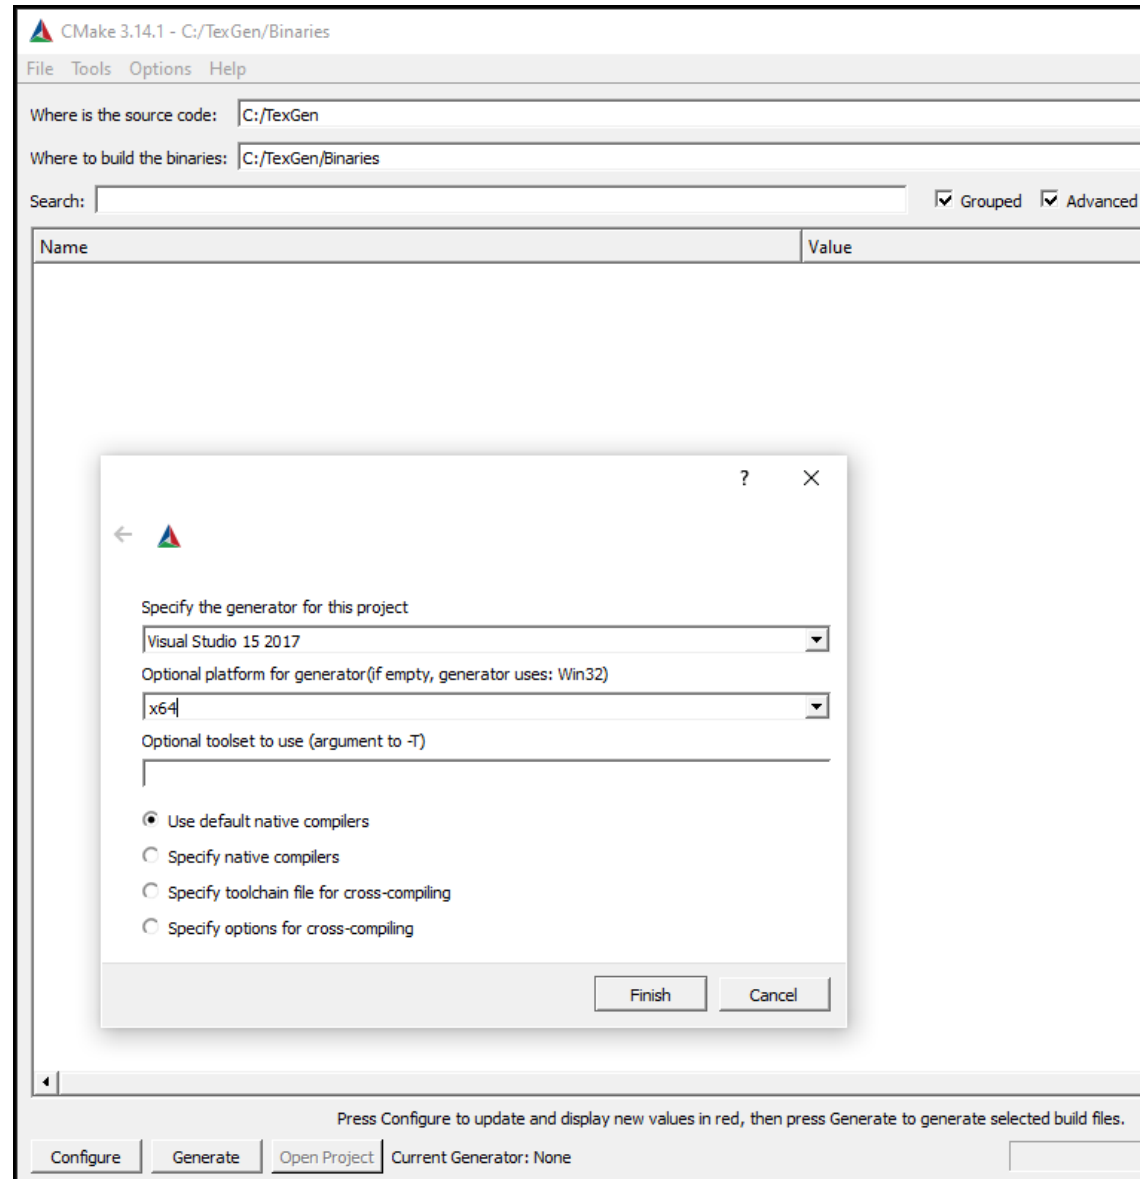 CMake 3.14.1 - C:/TexGen/Binaries
File Tools Options Help
Where is the source code: C:/TexGen
Where to build the binaries: C:/TexGen/Binaries
Search: Grouped Advanced
Name Value
?
Specify the generator for this project
Visual Studio 15 2017
Optional platform for generator(if empty, generator uses: Win32)
x64
Optional toolset to use (argument to -T)
Use default native compilers
Specify native compilers
Specify toolchain file for cross-compiling
Specify options for cross-compiling
Finish Cancel
Press Configure to update and display new values in red, then press Generate to generate selected build files.
Configure Generate Open Project Current Generator: None